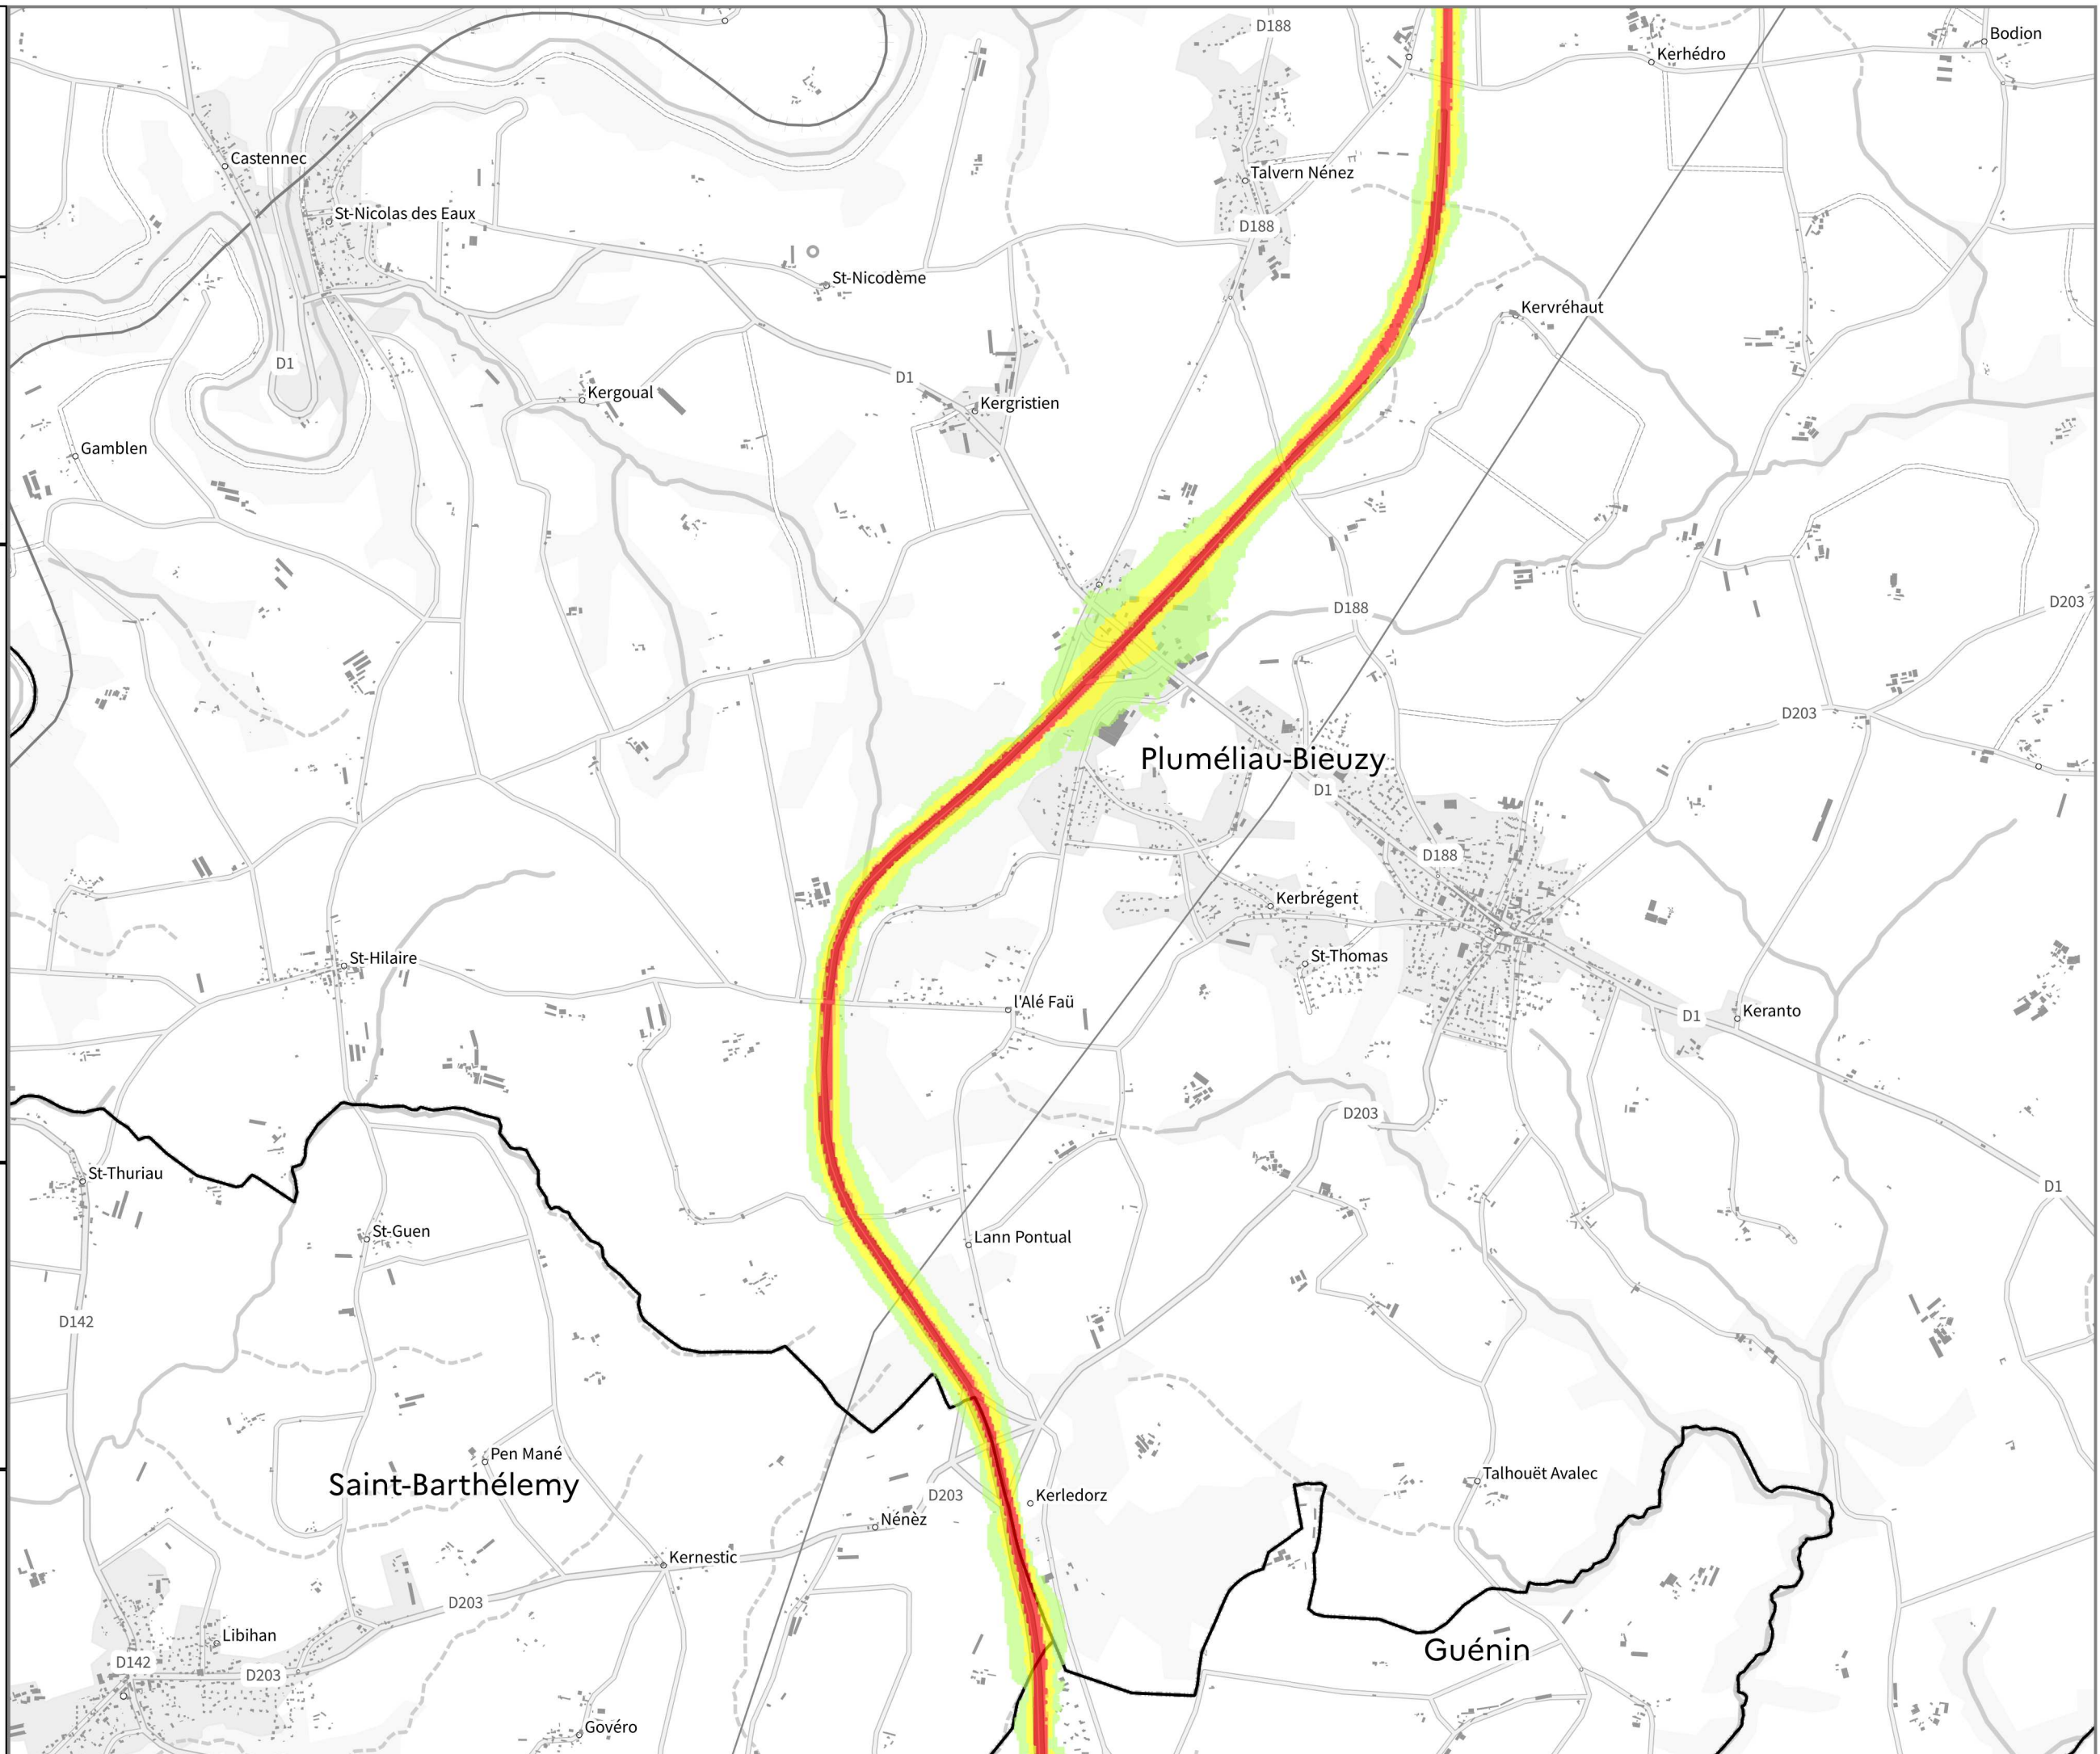 D188
Bodion
Kerhédro
Castennec
Talvern Nénez
St-Nicolas des Eaux
D188
St-Nicodème
Kervréhaut
D1
D1
Kergoual
Kergristien
Gamblen
D203
D188
D203
Pluméliau-Bieuzy
D1
D188
Kerbrégent
St-Hilaire
St-Thomas
l'Alé Faü
D1
Keranto
D203
St-Thuriau
D1
St-Guen
Lann Pontual
D142
Pen Mané
Talhouët Avalec
Saint-Barthélemy
D203
Kerledorz
Nénèz
Kernestic
D203
Libihan
Guénin
D142
D203
Govéro